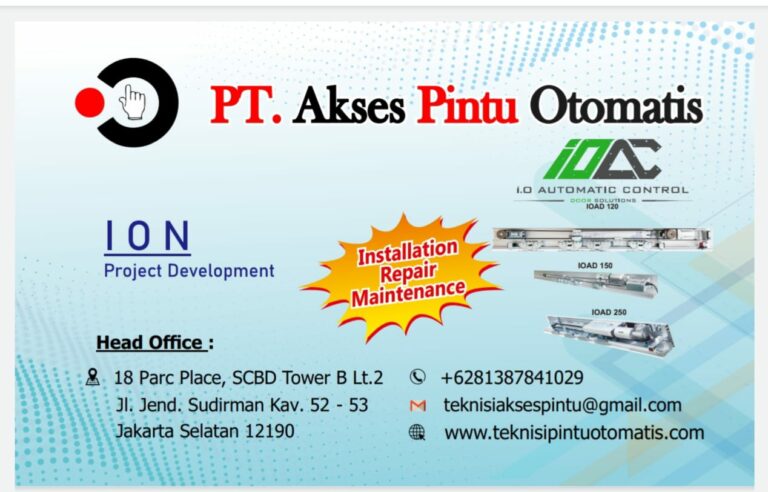 PT. Akses Pintu Otomatis
IOAC
I.O AUTOMATIC CONTROL
DOOR SOLUTIONS
IOAD 120
ION
Project Development
Installation
Repair
Maintenance
IOAD 150
IOAD 250
Head Office :
18 Parc Place, SCBD Tower B Lt.2
Jl. Jend. Sudirman Kav. 52 - 53
Jakarta Selatan 12190
+6281387841029
teknisiaksespintu@gmail.com
www.teknisipintuotomatis.com